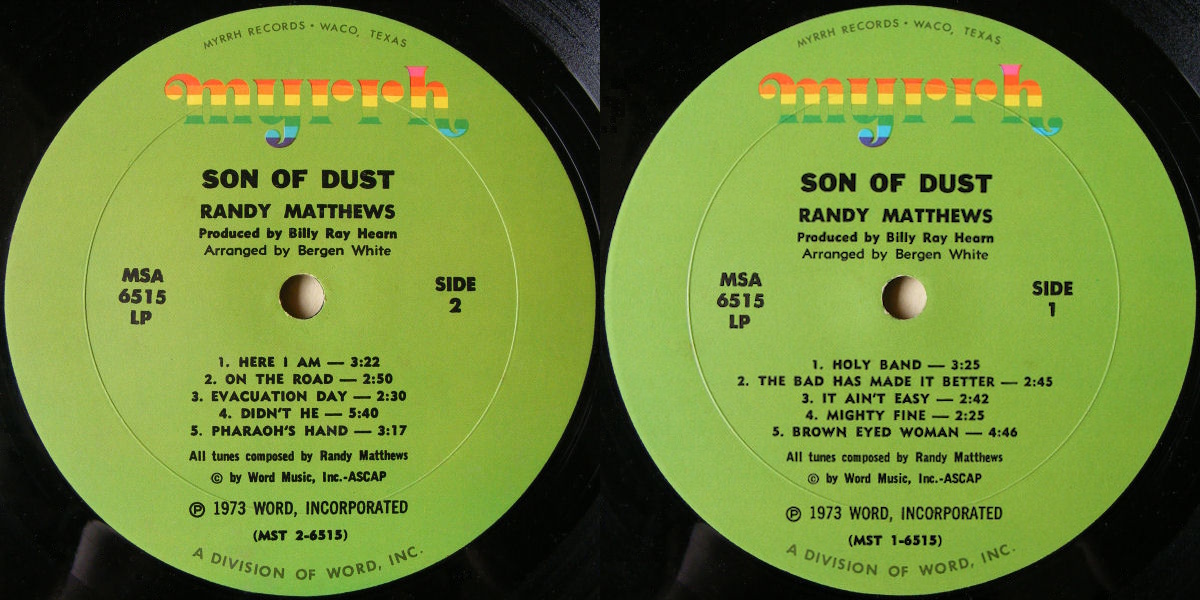 MYRRH RECORDS • WACO, TEXAS
myrrh
SON OF DUST
RANDY MATTHEWS
Produced by Billy Ray Hearn
Arranged by Bergen White
MSA
6515
LP
SIDE
2
1. HERE I AM — 3:22
2. ON THE ROAD — 2:50
3. EVACUATION DAY — 2:30
4. DIDN'T HE — 5:40
5. PHARAOH'S HAND — 3:17
All tunes composed by Randy Matthews
© by Word Music, Inc.-ASCAP
℗ 1973 WORD, INCORPORATED
(MST 2-6515)
A DIVISION OF WORD, INC.
MYRRH RECORDS • WACO, TEXAS
myrrh
SON OF DUST
RANDY MATTHEWS
Produced by Billy Ray Hearn
Arranged by Bergen White
MSA
6515
LP
SIDE
1
1. HOLY BAND — 3:25
2. THE BAD HAS MADE IT BETTER — 2:45
3. IT AIN'T EASY — 2:42
4. MIGHTY FINE — 2:25
5. BROWN EYED WOMAN — 4:46
All tunes composed by Randy Matthews
© by Word Music, Inc.-ASCAP
℗ 1973 WORD, INCORPORATED
(MST 1-6515)
A DIVISION OF WORD, INC.